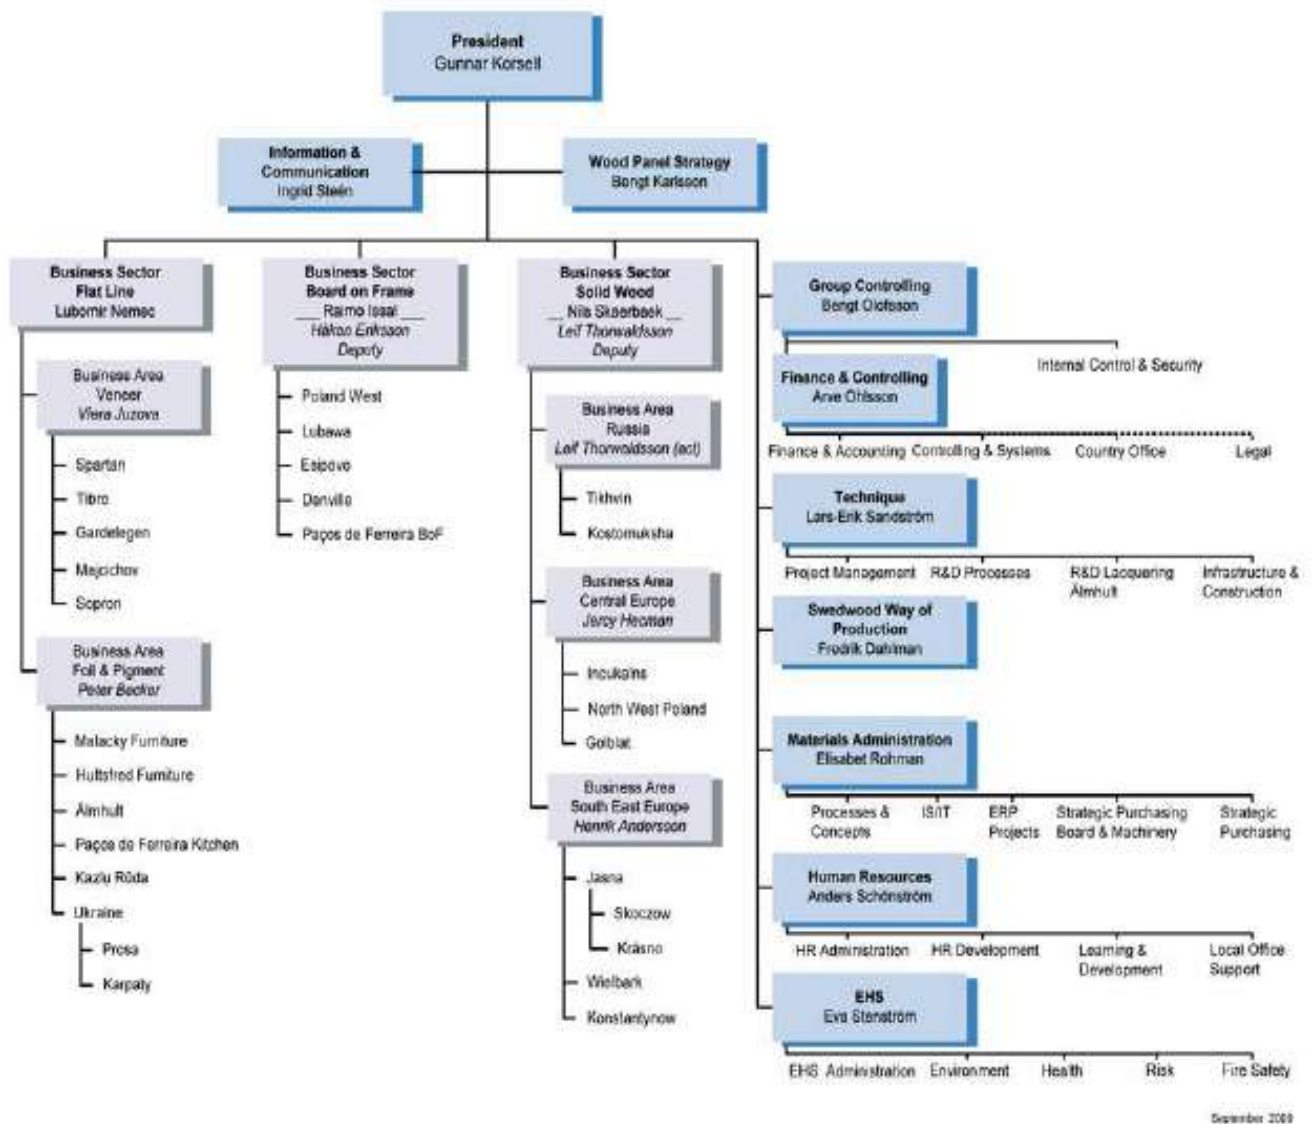 President
Gunnar Korsell
Information &
Communication
Ingrid Steén
Wood Panel Strategy
Bengt Karlsson
Business Sector
Flat Line
Lubomir Nemec
Business Area
Veneer
Viera Juzova
Spartan
Tibro
Gardelegen
Majcichov
Sopron
Business Area
Foil & Pigment
Peter Becker
Malacky Furniture
Hultsfred Furniture
Älmhult
Paços de Ferreira Kitchen
Kazlu Rūda
Ukraine
Prosa
Karpaty
Business Sector
Board on Frame
Raimo Issal
Håkan Eriksson
Deputy
Poland West
Lubawa
Esipovo
Danville
Paços de Ferreira BoF
Business Sector
Solid Wood
Nils Skaerbaek
Leif Thorwaldsson
Deputy
Business Area
Russia
Leif Thorwaldsson (act)
Tikhvin
Kostomuksha
Business Area
Central Europe
Jercy Hecman
Incukalns
North West Poland
Golblat
Business Area
South East Europe
Henrik Andersson
Jasna
Skoczow
Krásno
Wielbark
Konstantynow
Group Controlling
Bengt Olofsson
Internal Control & Security
Finance & Controlling
Arve Ohlsson
Finance & Accounting Controlling & Systems Country Office Legal
Technique
Lars-Erik Sandström
Project Management R&D Processes R&D Lacquering Infrastructure &
Älmhult Construction
Swedwood Way of
Production
Fredrik Dahlman
Materials Administration
Elisabet Rohman
Processes & IS/IT ERP Strategic Purchasing Strategic
Concepts Projects Board & Machinery Purchasing
Human Resources
Anders Schönström
HR Administration HR Development Learning & Local Office
Development Support
EHS
Eva Stenström
EHS Administration Environment Health Risk Fire Safety
September 2009